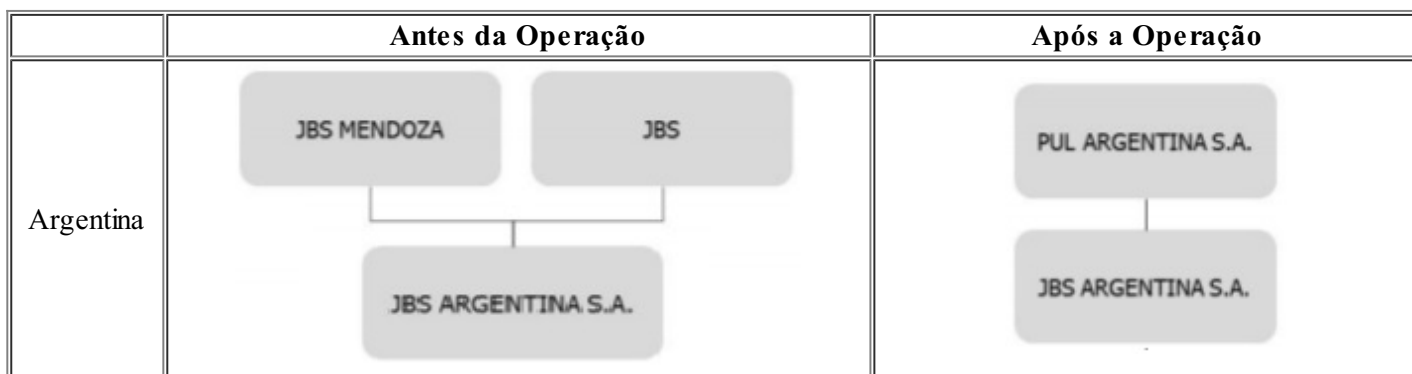 Antes da Operação
Após a Operação
Argentina
JBS MENDOZA
JBS
JBS ARGENTINA S.A.
PUL ARGENTINA S.A.
JBS ARGENTINA S.A.